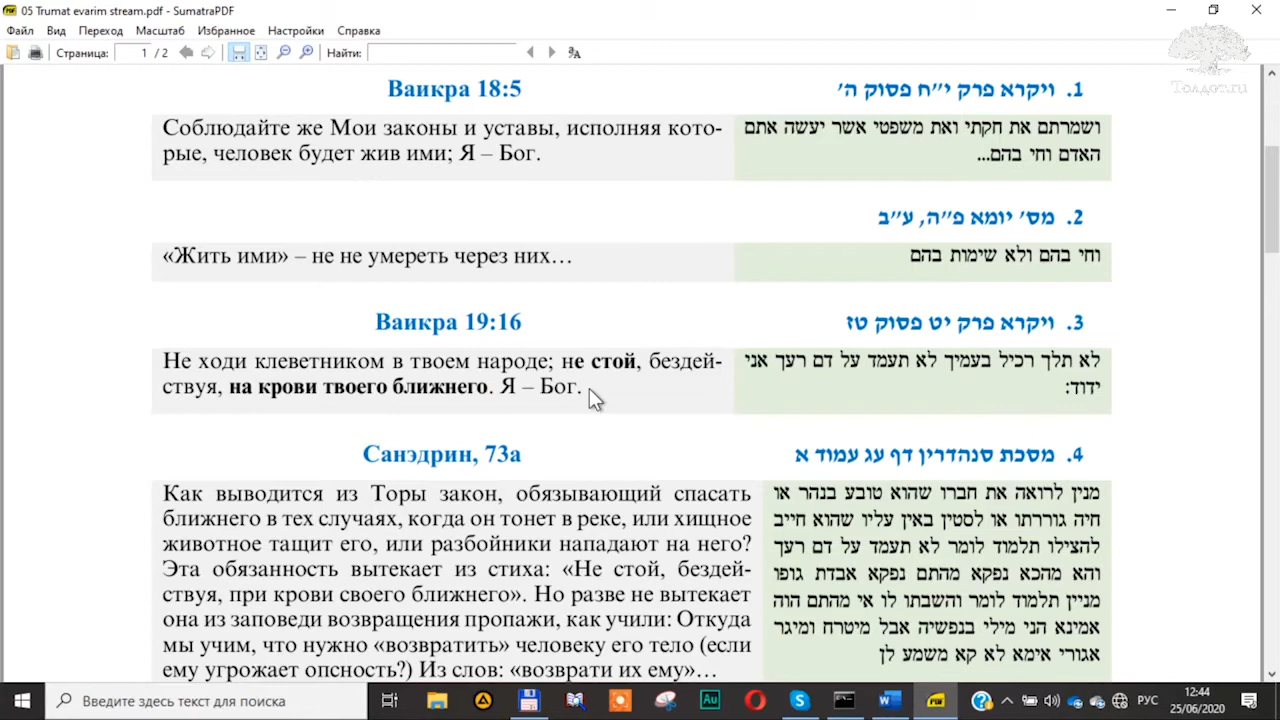 05 Trumat evarim stream.pdf - SumatraPDF
Файл Вид Переход Масштаб Избранное Настройки Справка
Страница: 1 / 2 Найти:
Толдот.ru
Ваикра 18:5
1. ויקרא פרק י״ח פסוק ה׳
Соблюдайте же Мои законы и уставы, исполняя кото-
рые, человек будет жив ими; Я – Бог.
ושמרתם את חקתי ואת משפטי אשר יעשה אתם
האדם וחי בהם...
2. מס׳ יומא פ״ה, ע״ב
«Жить ими» – не не умереть через них…
וחי בהם ולא שימות בהם
Ваикра 19:16
3. ויקרא פרק יט פסוק טז
Не ходи клеветником в твоем народе; не стой, бездей-
ствуя, на крови твоего ближнего. Я – Бог.
לא תלך רכיל בעמיך לא תעמד על דם רעך אני
ידוד:
Санэдрин, 73а
4. מסכת סנהדרין דף עג עמוד א
Как выводится из Торы закон, обязывающий спасать
ближнего в тех случаях, когда он тонет в реке, или хищное
животное тащит его, или разбойники нападают на него?
Эта обязанность вытекает из стиха: «Не стой, бездей-
ствуя, при крови своего ближнего». Но разве не вытекает
она из заповеди возвращения пропажи, как учили: Откуда
мы учим, что нужно «возвратить» человеку его тело (если
ему угрожает опсность?) Из слов: «возврати их ему»…
מנין לרואה את חברו שהוא טובע בנהר או
חיה גוררתו או לסטין באין עליו שהוא חייב
להצילו תלמוד לומר לא תעמד על דם רעך
והא מהכא נפקא מהתם נפקא אבדת גופו
מניין תלמוד לומר והשבתו לו אי מהתם הוה
אמינא הני מילי בנפשיה אבל מיטרח ומיגר
אגורי אימא לא קא משמע לן
Введите здесь текст для поиска
РУС
12:44
25/06/2020